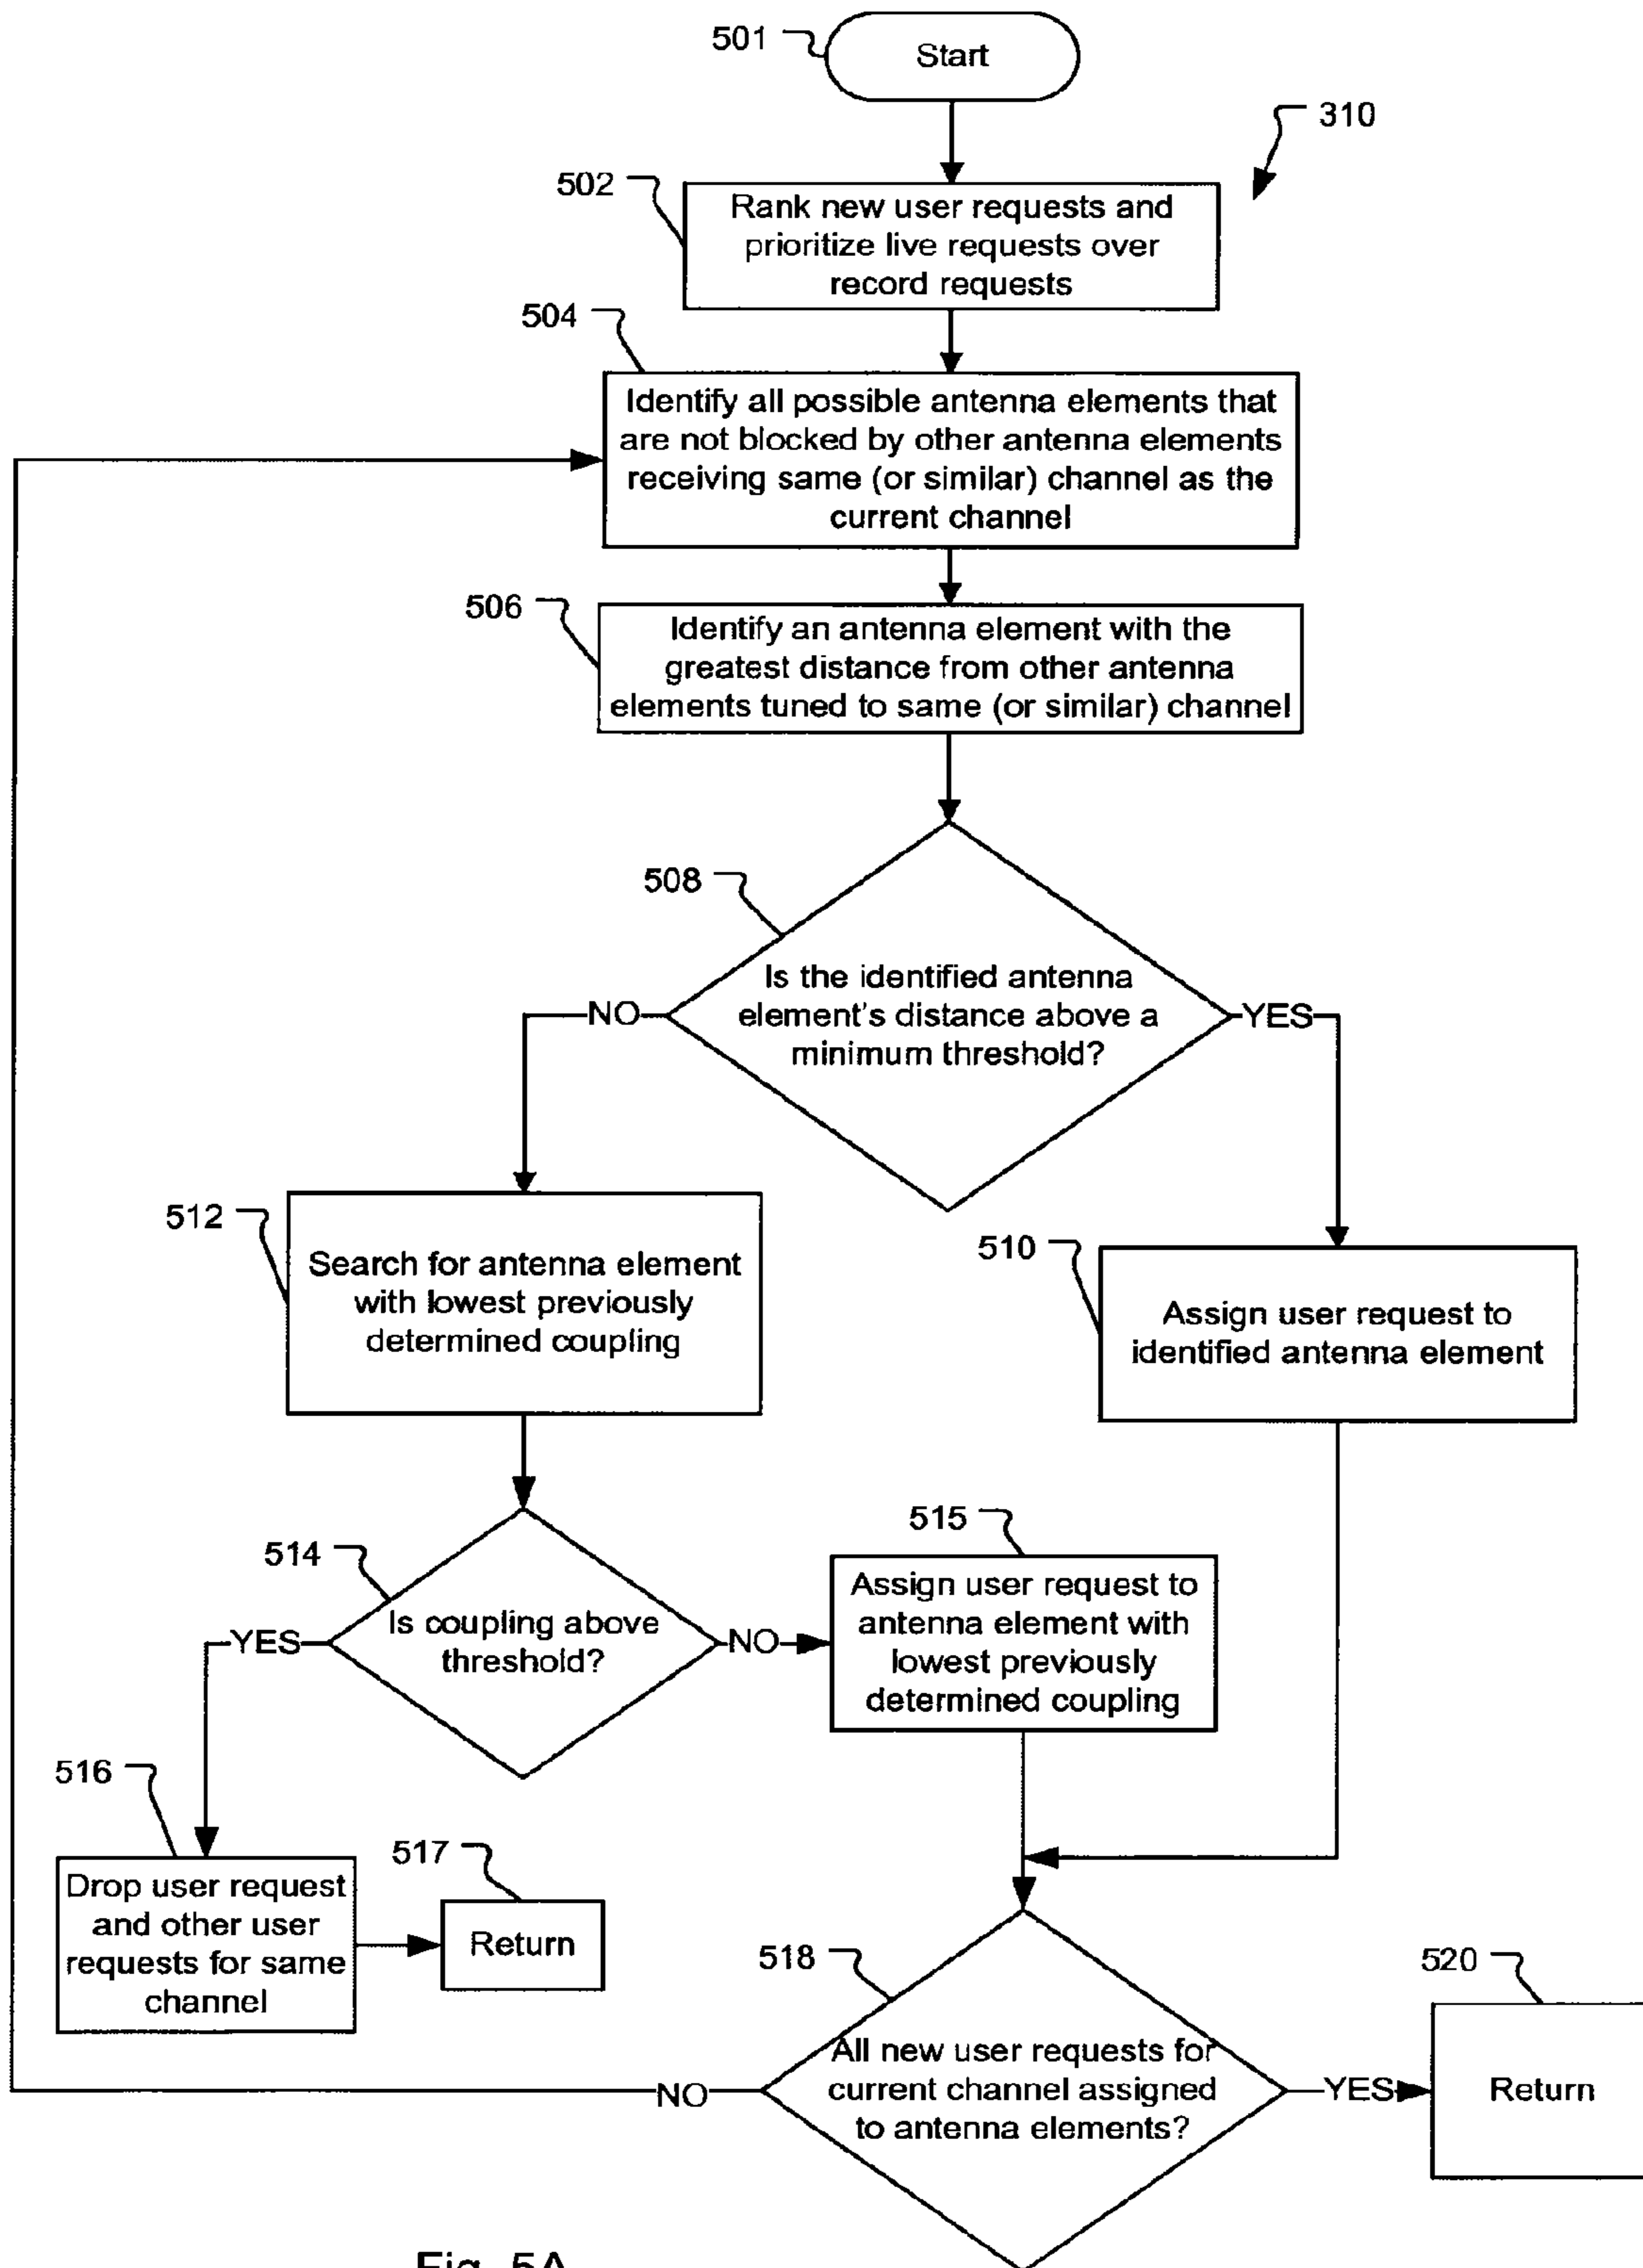 501
Start
310
502
Rank new user requests and
prioritize live requests over
record requests
504
Identify all possible antenna elements that
are not blocked by other antenna elements
receiving same (or similar) channel as the
current channel
506
Identify an antenna element with the
greatest distance from other antenna
elements tuned to same (or similar) channel
508
Is the identified antenna
element's distance above a
minimum threshold?
NO
YES
512
Search for antenna element
with lowest previously
determined coupling
510
Assign user request to
identified antenna element
514
Is coupling above
threshold?
YES
NO
515
Assign user request to
antenna element with
lowest previously
determined coupling
516
Drop user request
and other user
requests for same
channel
517
Return
518
All new user requests for
current channel assigned
to antenna elements?
NO
YES
520
Return
Fig. 5A